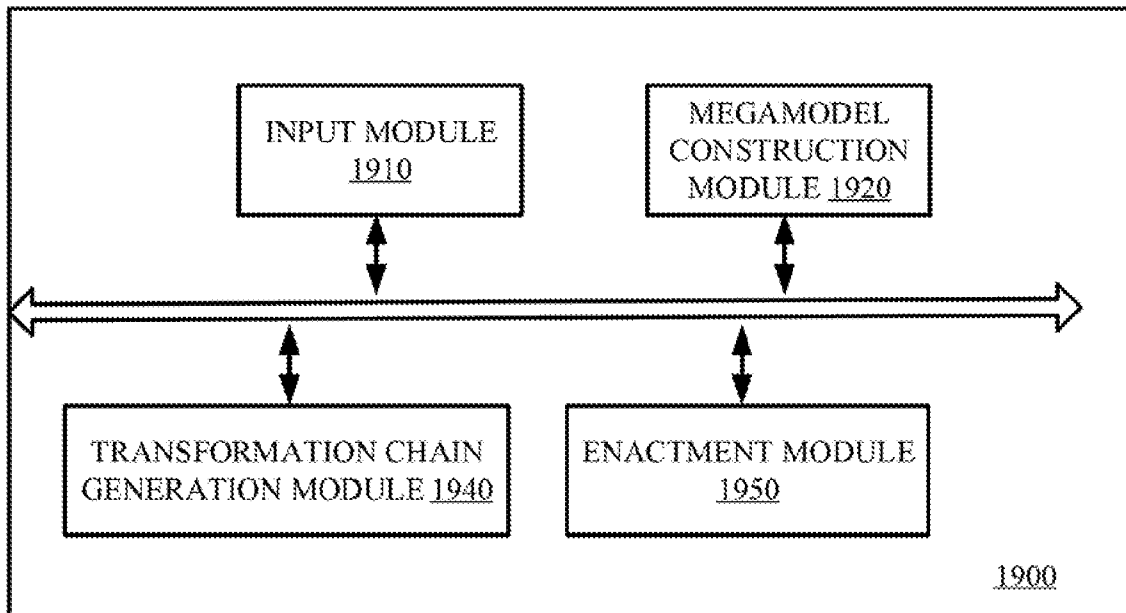 INPUT MODULE
1910
MEGAMODEL
CONSTRUCTION
MODULE 1920
TRANSFORMATION CHAIN
GENERATION MODULE 1940
ENACTMENT MODULE
1950
1900